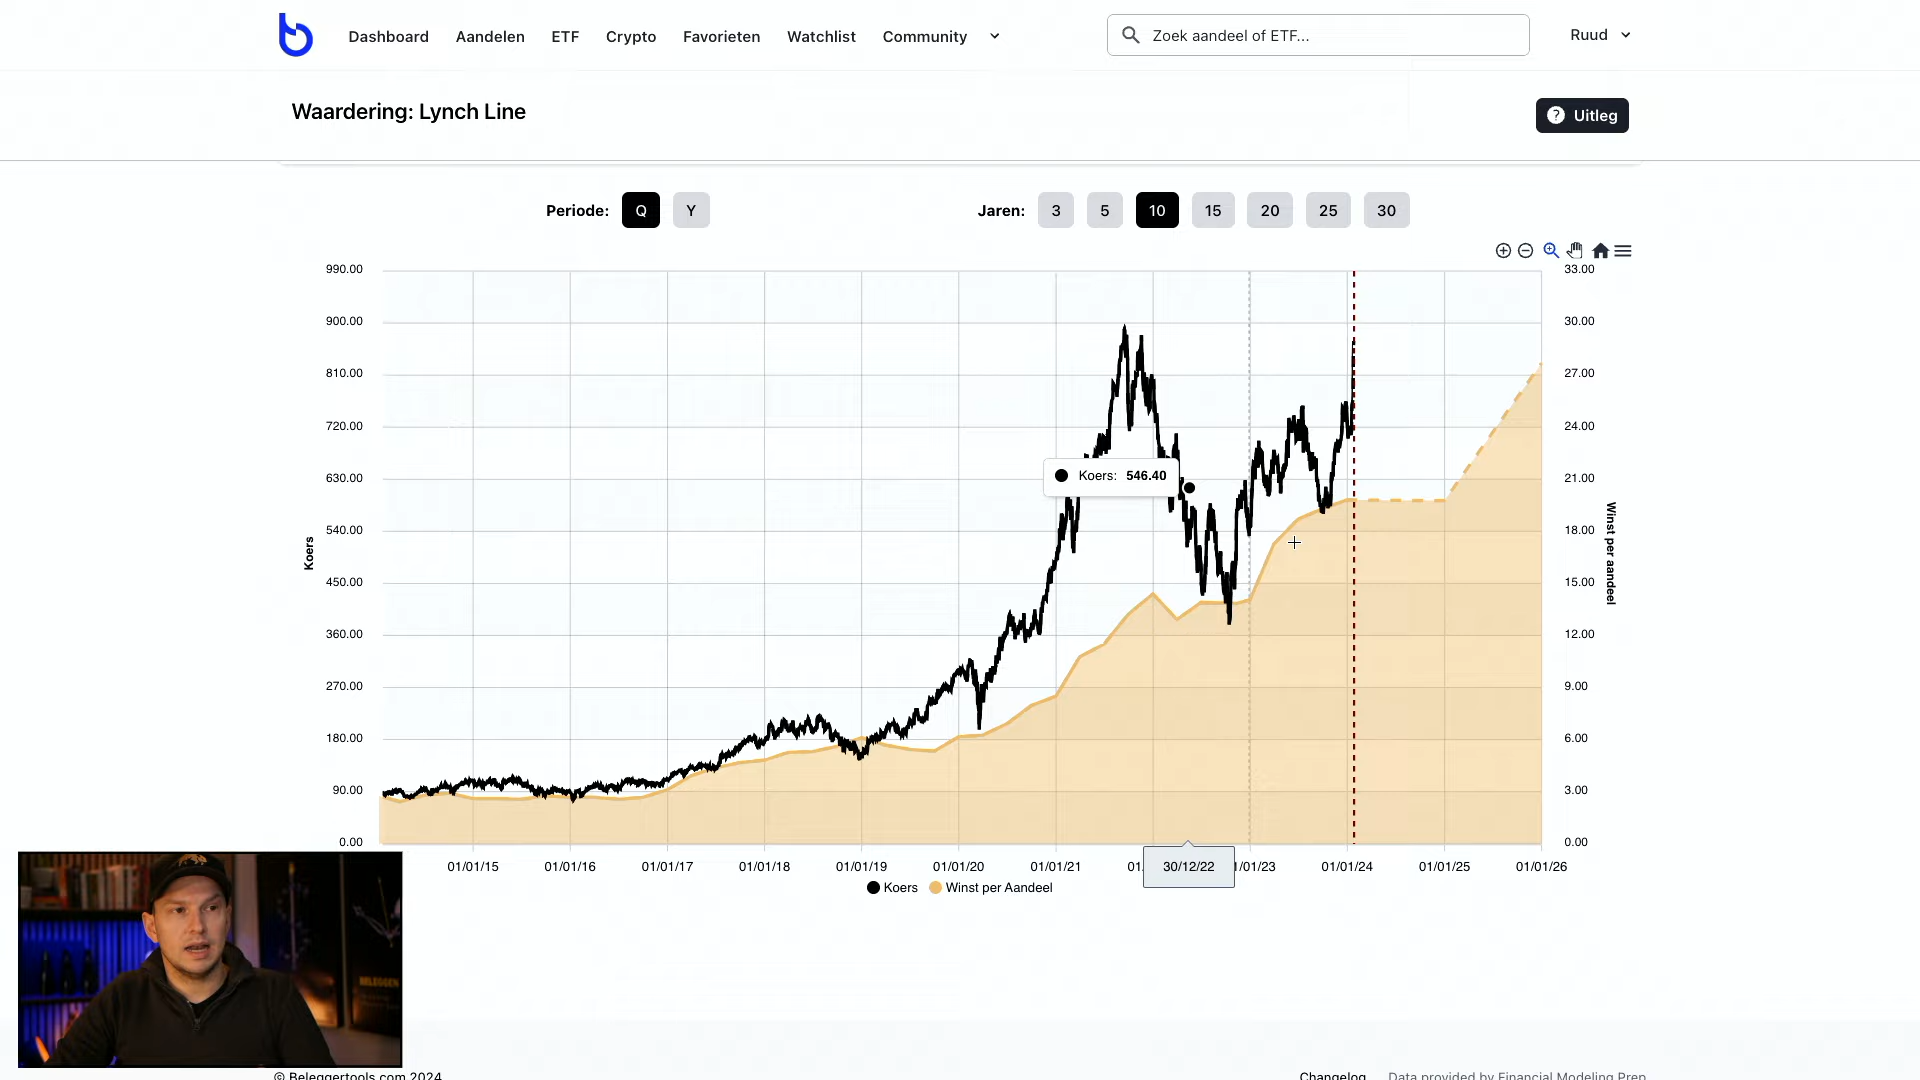 Dashboard Aandelen ETF Crypto Favorieten Watchlist Community
Zoek aandeel of ETF...
Ruud
Waardering: Lynch Line
? Uitleg
Periode: Q Y
Jaren: 3 5 10 15 20 25 30
990.00
900.00
810.00
720.00
630.00
540.00
450.00
360.00
270.00
180.00
90.00
0.00
Koers
Koers: 546.40
33.00
30.00
27.00
24.00
21.00
18.00
15.00
12.00
9.00
6.00
3.00
0.00
Winst per aandeel
01/01/15 01/01/16 01/01/17 01/01/18 01/01/19 01/01/20 01/01/21 01 30/12/22 1/01/23 01/01/24 01/01/25 01/01/26
Koers Winst per Aandeel
BELEGGEN
© Beleggertools.com 2024
Changelog Data provided by Financial Modeling Prep